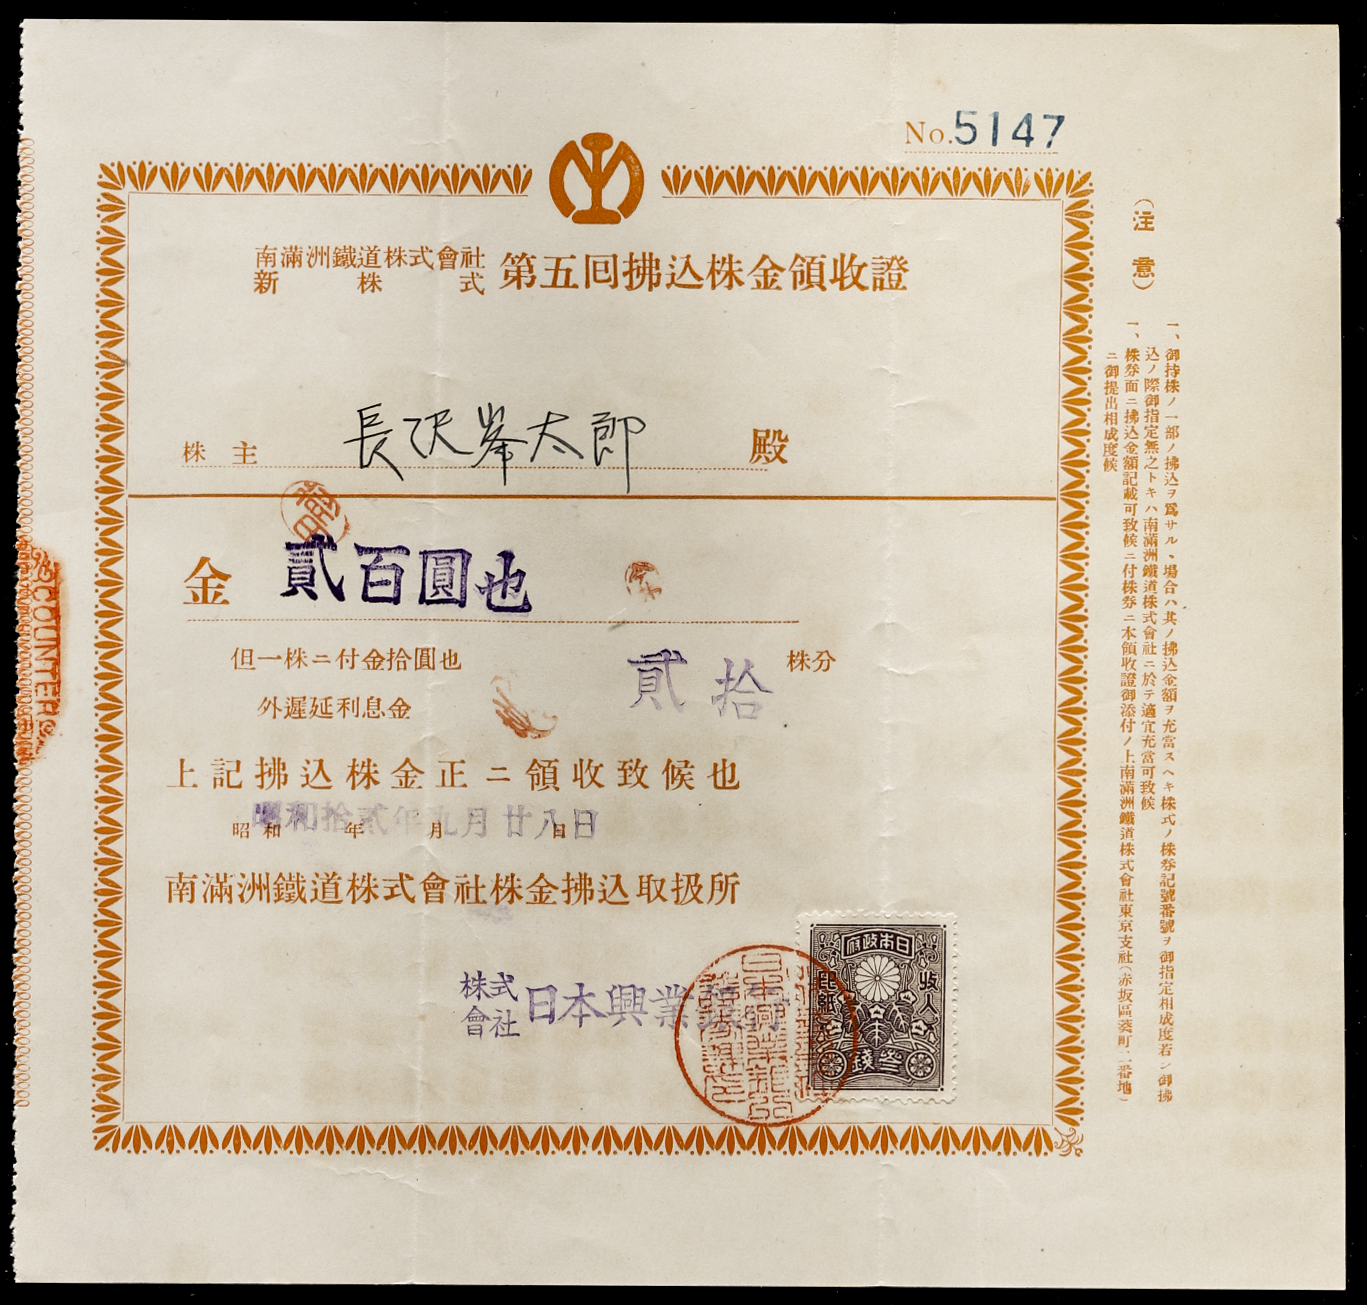 No.5147
南滿洲鐵道株式會社
新株式
第五回拂込株金領收證
株主 長沢峯太郎 殿
金 貳百圓也
但一株ニ付金拾圓也 貳拾 株分
外遲延利息金
上記拂込株金正ニ領收致候也
昭和 年 月 日
昭和拾貳年九月廿八日
南滿洲鐵道株式會社株金拂込取扱所
株式會社 日本興業銀行
日本政府
收入印紙
參錢
COUNTER
(注意)
一、御持株ノ一部ノ拂込ヲ爲サルヽ場合ハ其ノ拂込金額ヲ充當スヘキ株式ノ株券記號番號ヲ御指定相成度若シ御拂
込ノ際御指定無之トキハ南滿洲鐵道株式會社ニ於テ適宜充當可致候
一、株券面ニ拂込金額記載可致候ニ付株券ニ本領收證御添付ノ上南滿洲鐵道株式會社東京支社(赤坂區葵町二番地)
ニ御提出相成度候